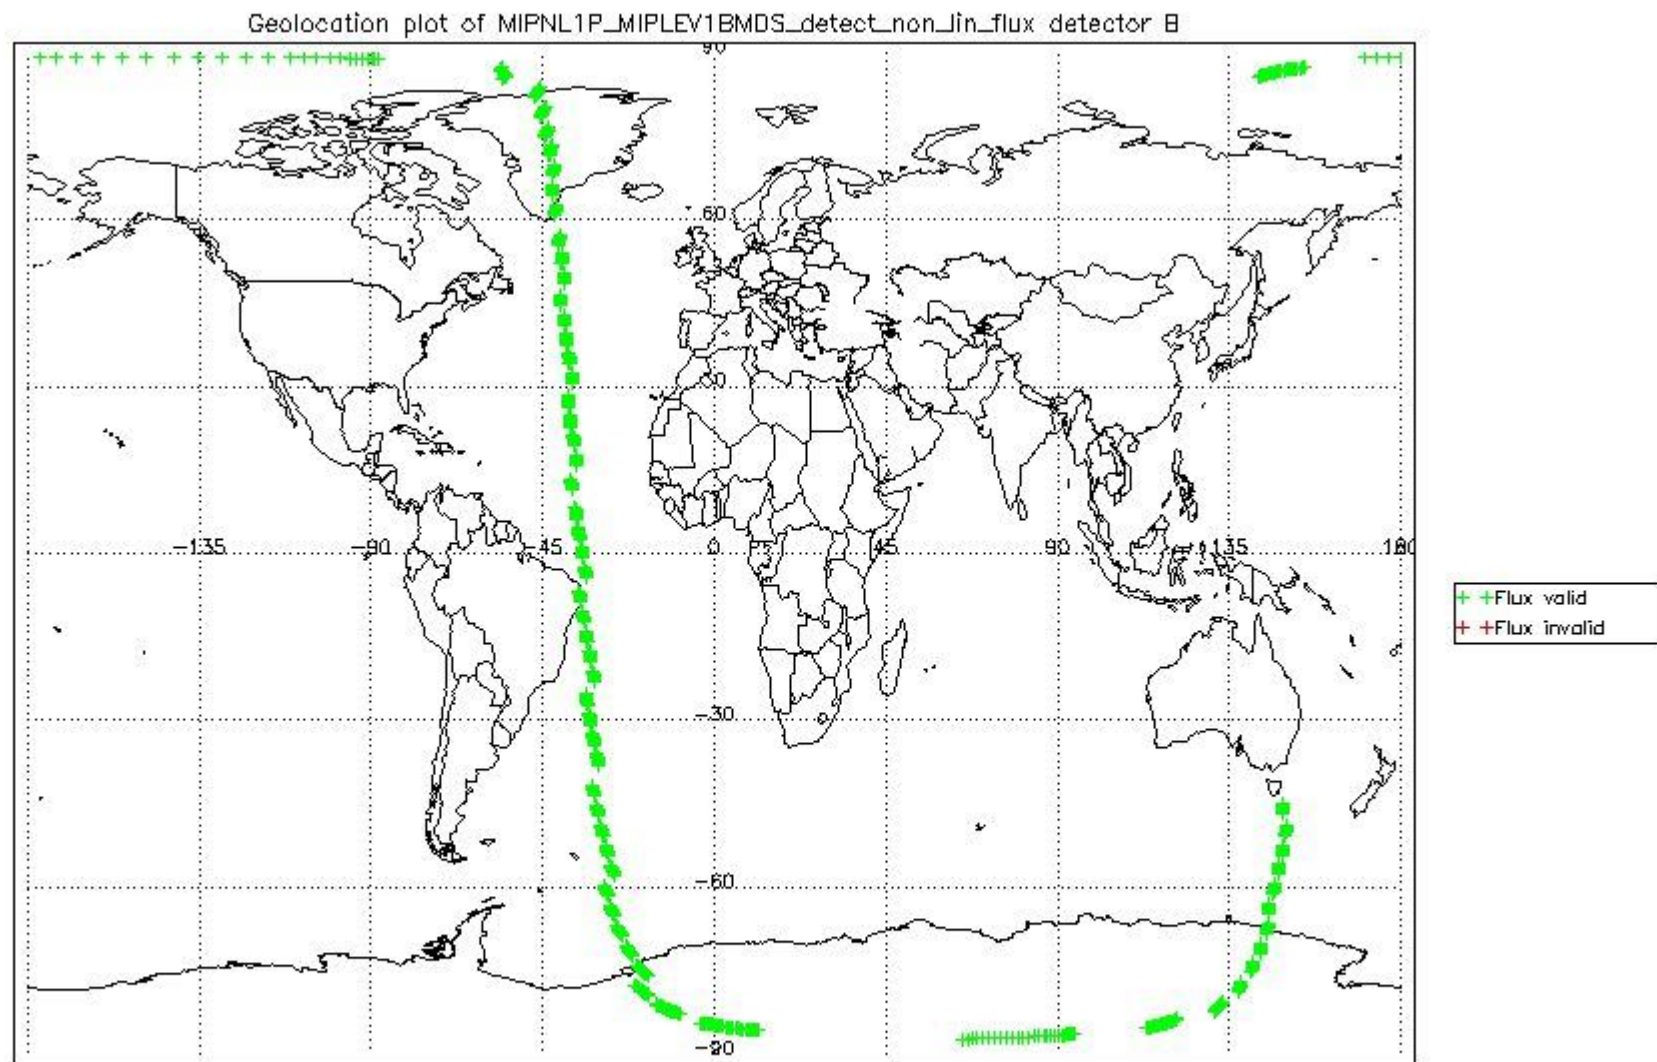 Geolocation plot of MIPNL1P_MIPLEV1BMDS_detect_non_lin_flux detector B
90
60
30
-135 -90 -45 0 45 90 135 180
-30
-60
-90
+ +Flux valid
+ +Flux invalid